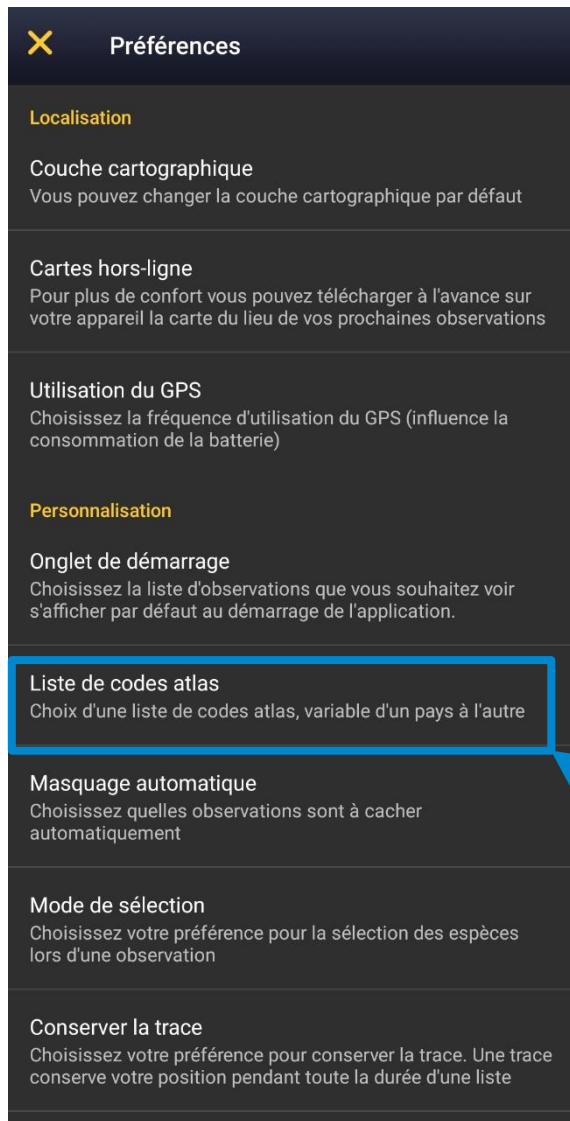 Préférences
Localisation
Couche cartographique
Vous pouvez changer la couche cartographique par défaut
Cartes hors-ligne
Pour plus de confort vous pouvez télécharger à l'avance sur
votre appareil la carte du lieu de vos prochaines observations
Utilisation du GPS
Choisissez la fréquence d'utilisation du GPS (influence la
consommation de la batterie)
Personnalisation
Onglet de démarrage
Choisissez la liste d'observations que vous souhaitez voir
s'afficher par défaut au démarrage de l'application.
Liste de codes atlas
Choix d'une liste de codes atlas, variable d'un pays à l'autre
Masquage automatique
Choisissez quelles observations sont à cacher
automatiquement
Mode de sélection
Choisissez votre préférence pour la sélection des espèces
lors d'une observation
Conserver la trace
Choisissez votre préférence pour conserver la trace. Une trace
conserve votre position pendant toute la durée d'une liste